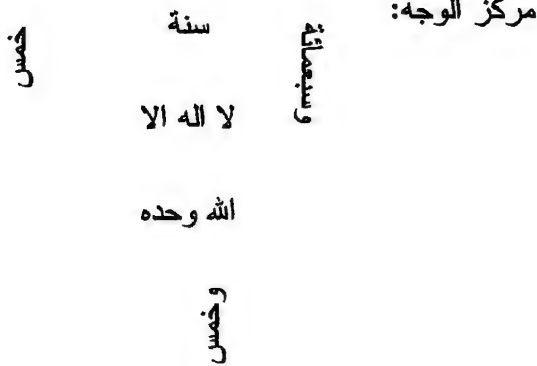 مركز الوجه:
سنة
خمس
وسبعمائة
لا اله الا
الله وحده
وخمس